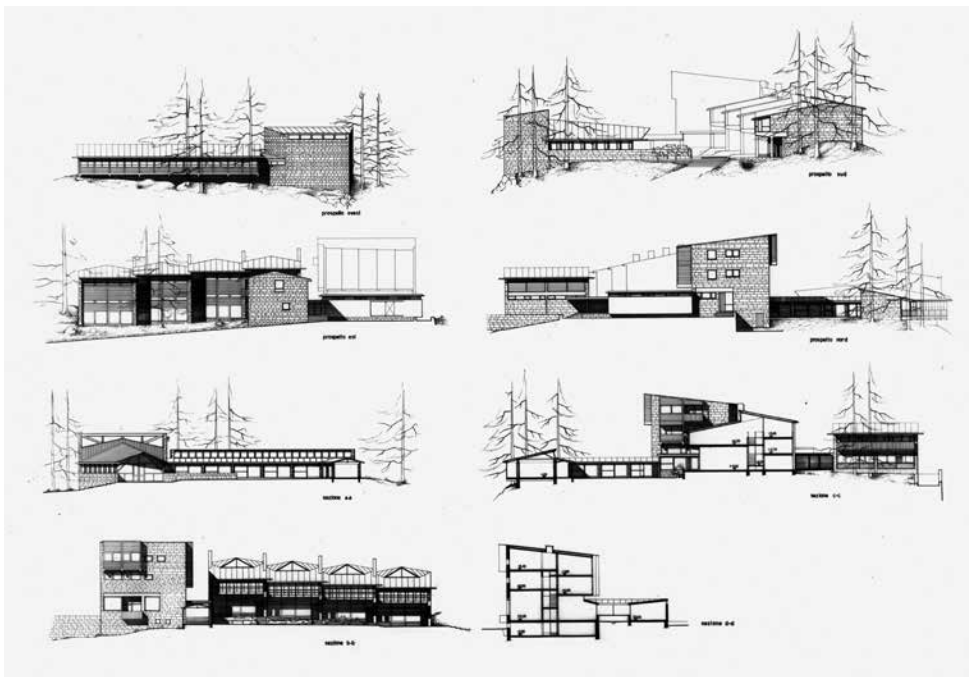 prospetto ovest
prospetto sud
prospetto est
prospetto nord
sezione a-a
sezione c-c
sezione b-b
sezione d-d